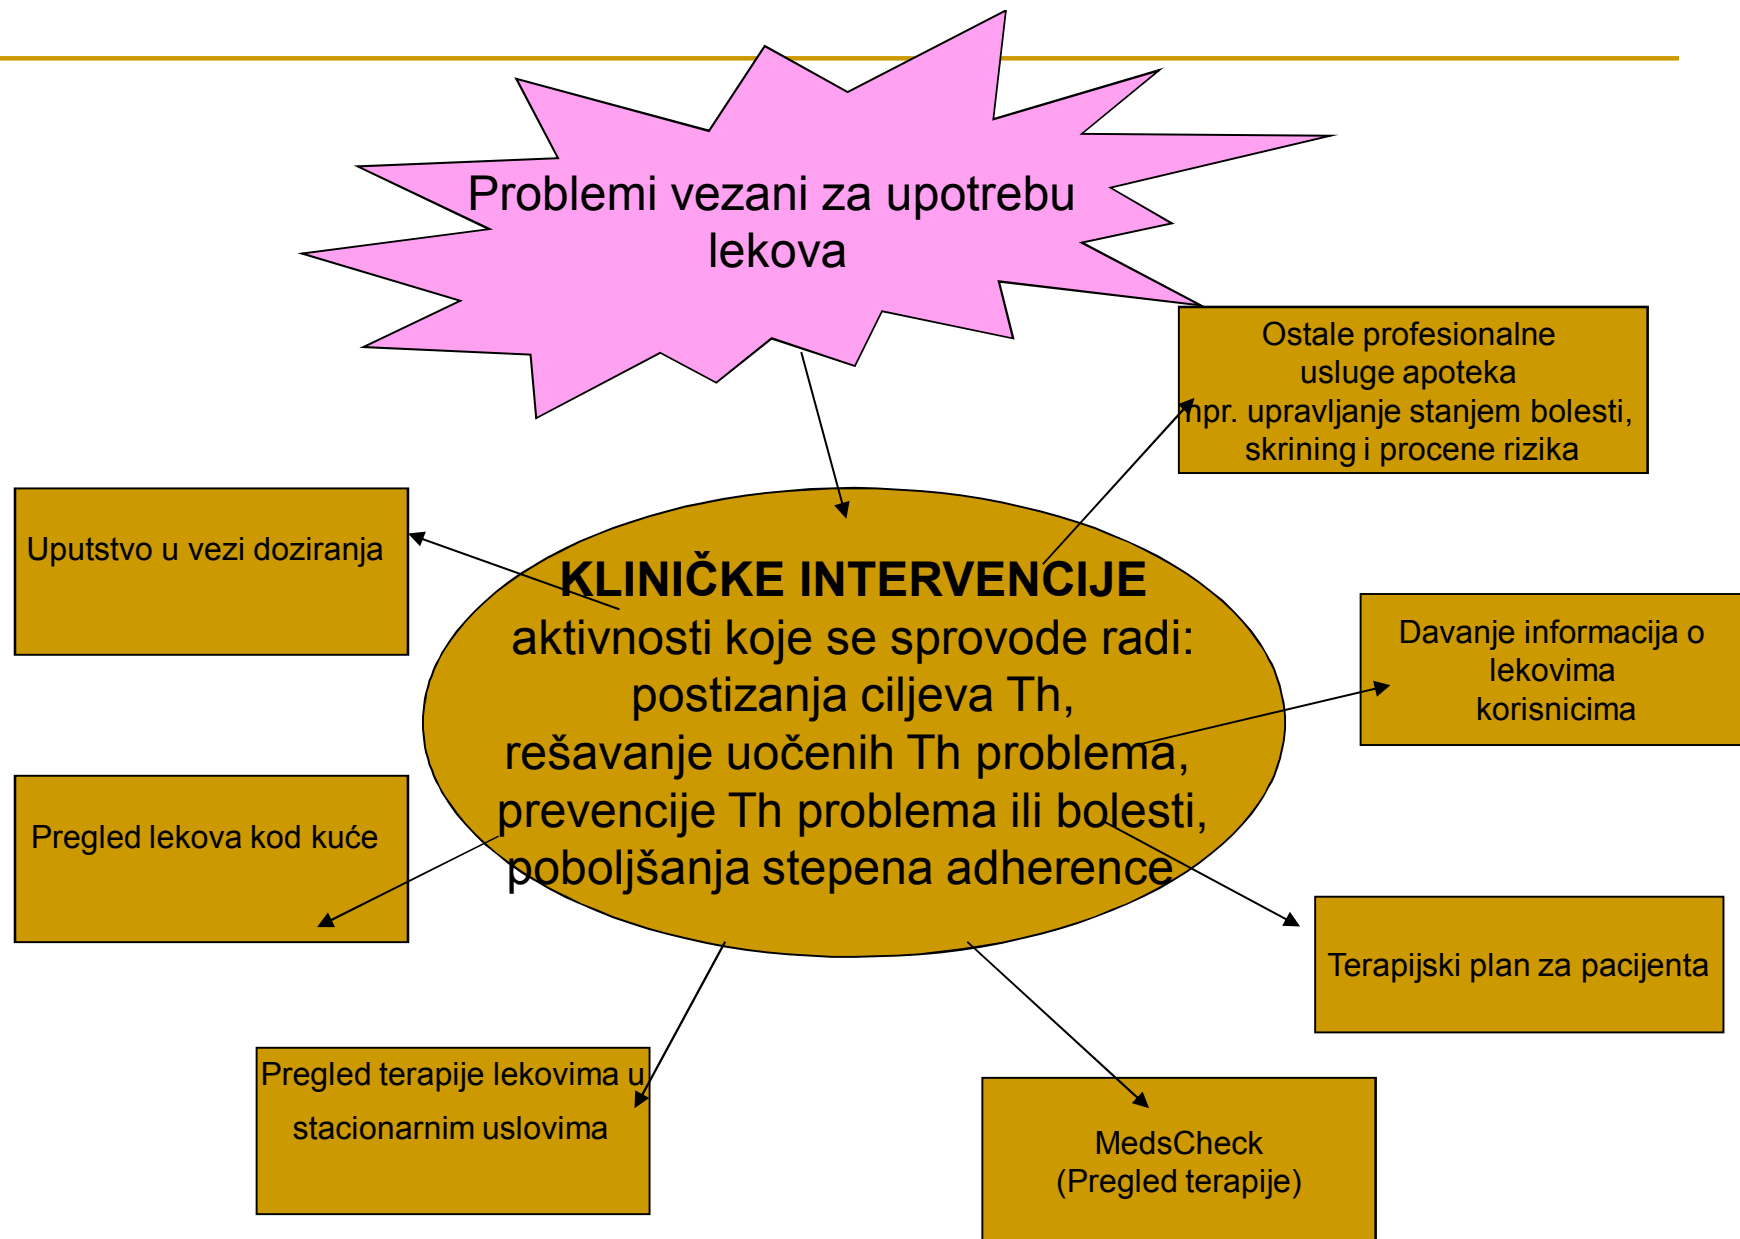 Problemi vezani za upotrebu
lekova
Ostale profesionalne
usluge apoteka
npr. upravljanje stanjem bolesti,
skrining i procene rizika
Uputstvo u vezi doziranja
KLINIČKE INTERVENCIJE
aktivnosti koje se sprovode radi:
postizanja ciljeva Th,
rešavanje uočenih Th problema,
prevencije Th problema ili bolesti,
poboljšanja stepena adherence
Davanje informacija o
lekovima
korisnicima
Pregled lekova kod kuće
Terapijski plan za pacijenta
Pregled terapije lekovima u
stacionarnim uslovima
MedsCheck
(Pregled terapije)